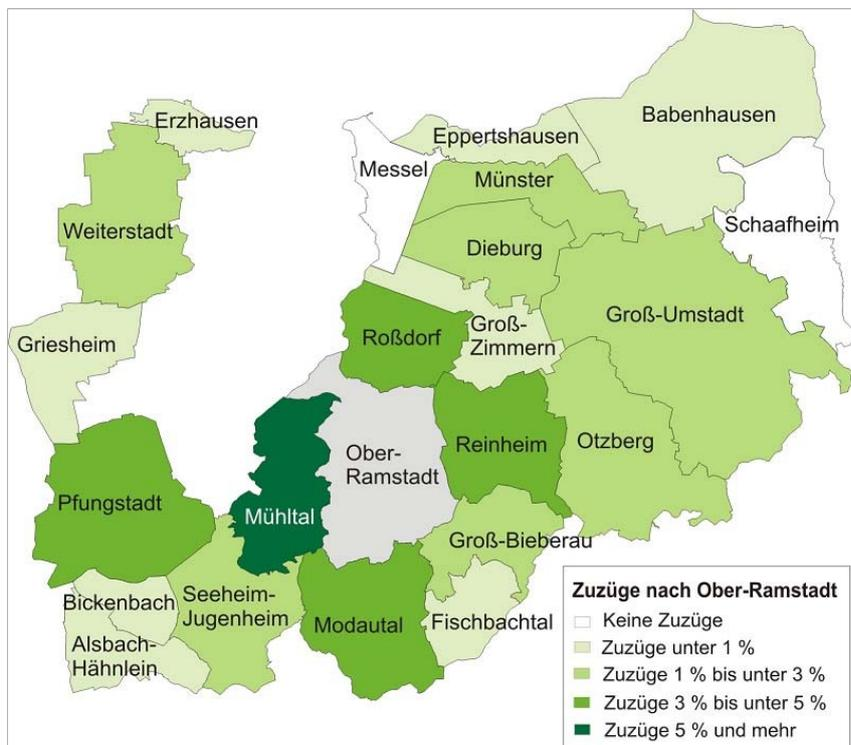 Erzhausen
Babenhausen
Eppertshausen
Messel
Münster
Schaafheim
Weiterstadt
Dieburg
Groß-Umstadt
Groß-
Zimmern
Roßdorf
Griesheim
Reinheim
Otzberg
Ober-
Ramstadt
Pfungstadt
Mühltal
Groß-Bieberau
Bickenbach
Seeheim-
Jugenheim
Modautal
Fischbachtal
Alsbach-
Hähnlein
Zuzüge nach Ober-Ramstadt
Keine Zuzüge
Zuzüge unter 1 %
Zuzüge 1 % bis unter 3 %
Zuzüge 3 % bis unter 5 %
Zuzüge 5 % und mehr